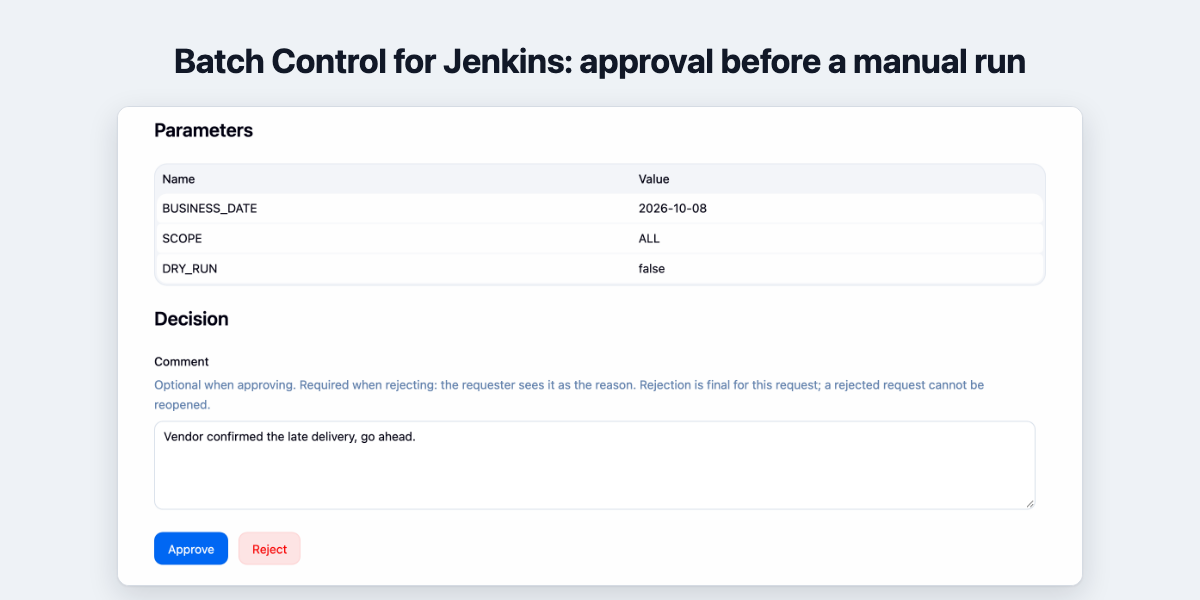 Batch Control for Jenkins: approval before a manual run
Parameters
Name Value
BUSINESS_DATE 2026-10-08
SCOPE ALL
DRY_RUN false
Decision
Comment
Optional when approving. Required when rejecting: the requester sees it as the reason. Rejection is final for this request; a rejected request cannot be
reopened.
Vendor confirmed the late delivery, go ahead.
Approve Reject